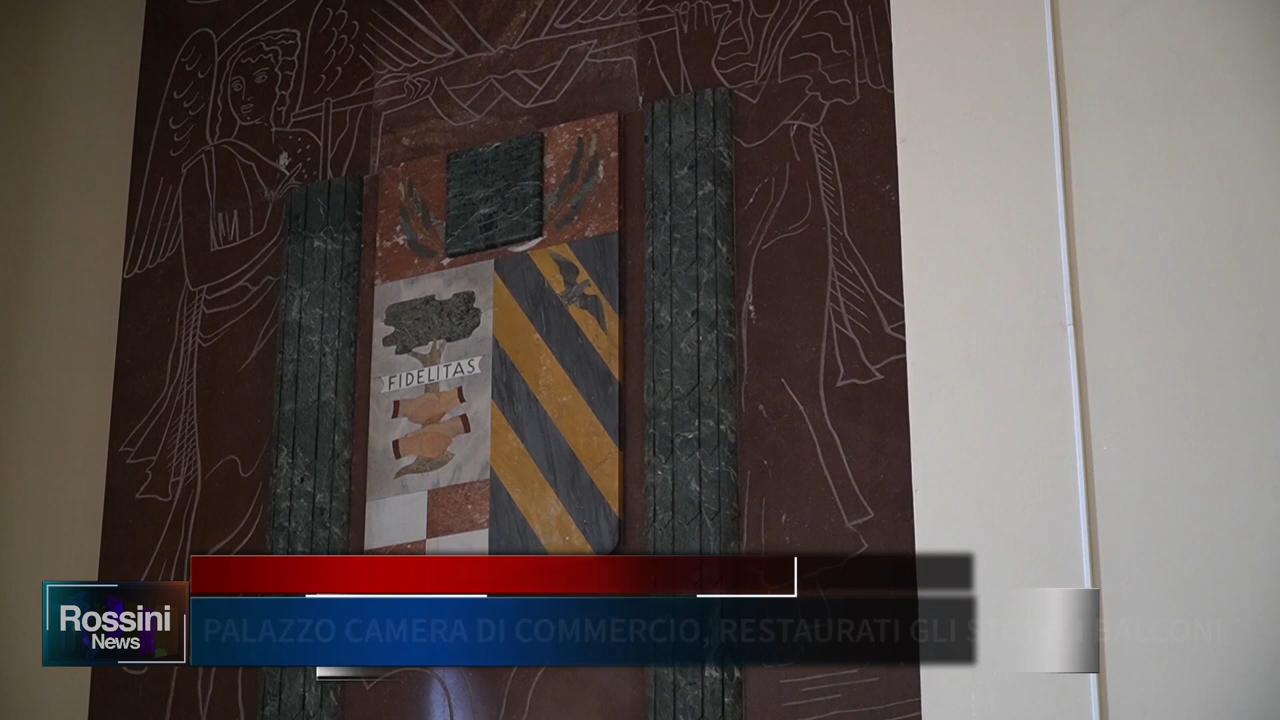 FIDELITAS
Rossini
News
PALAZZO CAMERA DI COMMERCIO, RESTAURATI GLI BALCONI